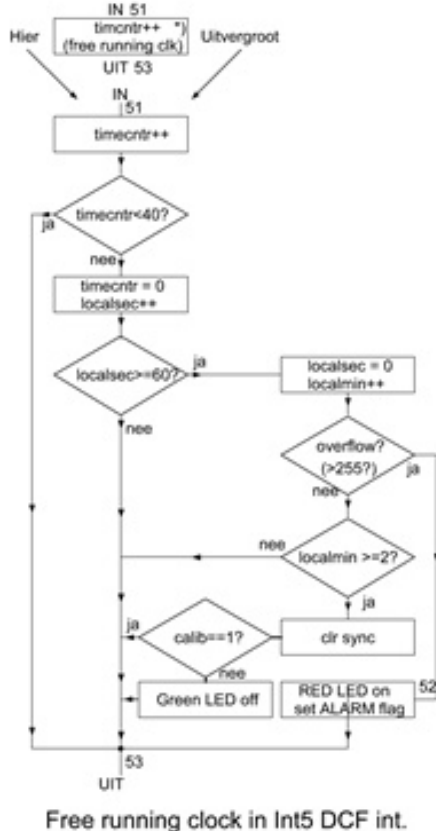 IN 51
timcntr++ *)
(free running clk)
Hier
Uitvergroot
UIT 53
IN
51
timecntr++
timecntr<40?
ja
nee
timecntr = 0
localsec++
localsec>=60?
ja
localsec = 0
localmin++
nee
overflow?
(>255?)
ja
nee
nee
localmin >=2?
ja
ja
calib==1?
clr sync
nee
Green LED off
RED LED on
set ALARM flag
52
53
UIT
Free running clock in Int5 DCF int.